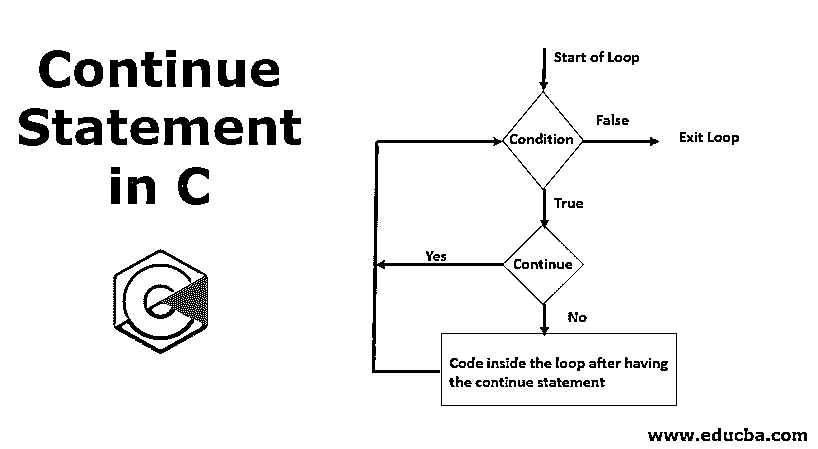 Continue
Statement
in C
Start of Loop
Condition
False
Exit Loop
True
Yes
Continue
No
Code inside the loop after having
the continue statement
www.educba.com